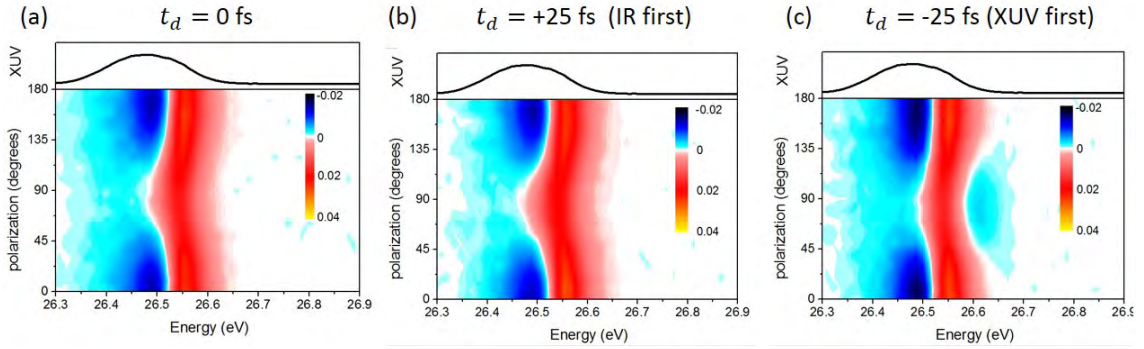 (a) t_d = 0 fs
XUV
180
135
90
45
0
polarization (degrees)
-0.02
0
0.02
0.04
26.3 26.4 26.5 26.6 26.7 26.8 26.9
Energy (eV)
(b) t_d = +25 fs (IR first)
XUV
180
135
90
45
0
polarization (degrees)
-0.02
0
0.02
0.04
26.3 26.4 26.5 26.6 26.7 26.8 26.9
Energy (eV)
(c) t_d = -25 fs (XUV first)
XUV
180
135
90
45
0
polarization (degrees)
-0.02
0
0.02
0.04
26.3 26.4 26.5 26.6 26.7 26.8 26.9
Energy (eV)